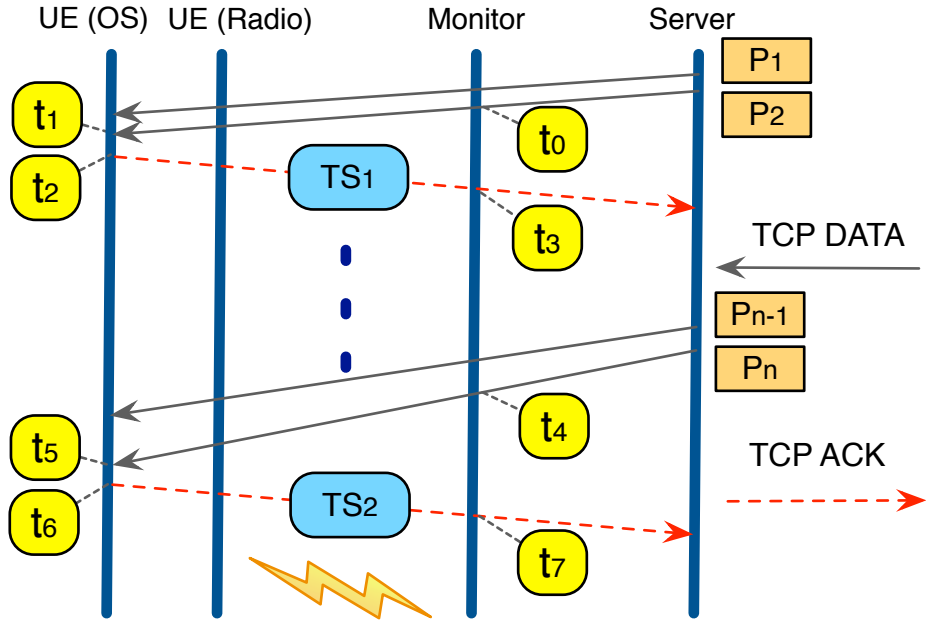 UE (OS) UE (Radio) Monitor Server
P1
P2
t1
t0
t2
TS1
t3
TCP DATA
Pn-1
Pn
t4
t5
TCP ACK
t6
TS2
t7